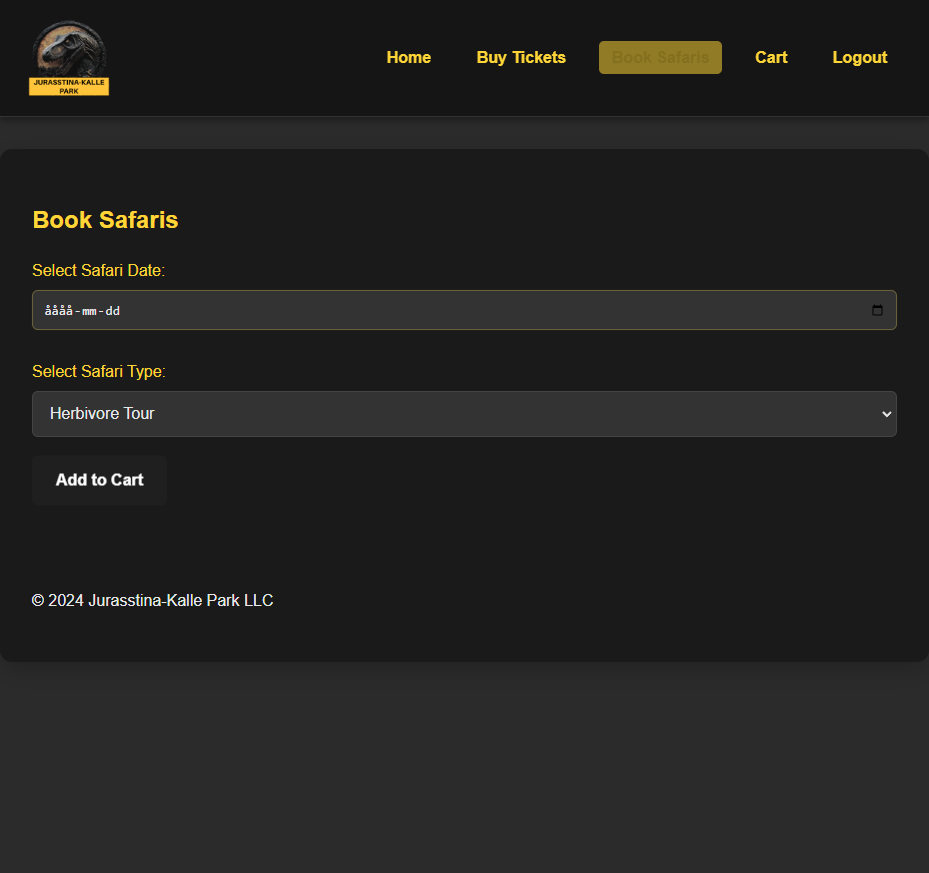 JURASSTINA-KALLE
PARK
Home
Buy Tickets
Book Safaris
Cart
Logout
Book Safaris
Select Safari Date:
åååå-mm-dd
Select Safari Type:
Herbivore Tour
Add to Cart
© 2024 Jurasstina-Kalle Park LLC